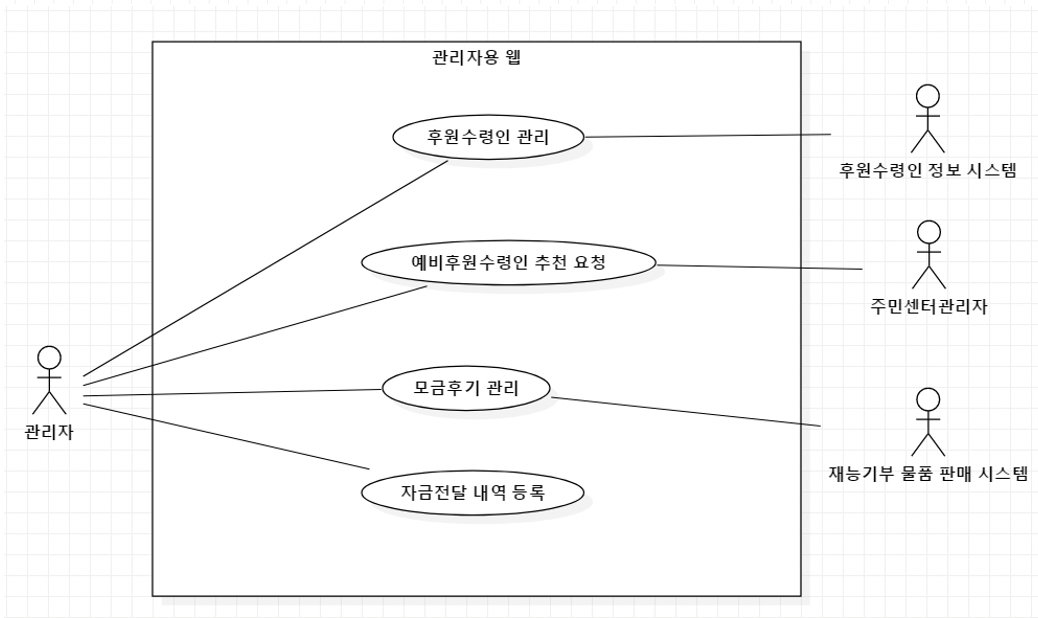 관리자용 웹
후원수령인 관리
후원수령인 정보 시스템
예비후원수령인 추천 요청
주민센터관리자
모금후기 관리
관리자
재능기부 물품 판매 시스템
자금전달 내역 등록